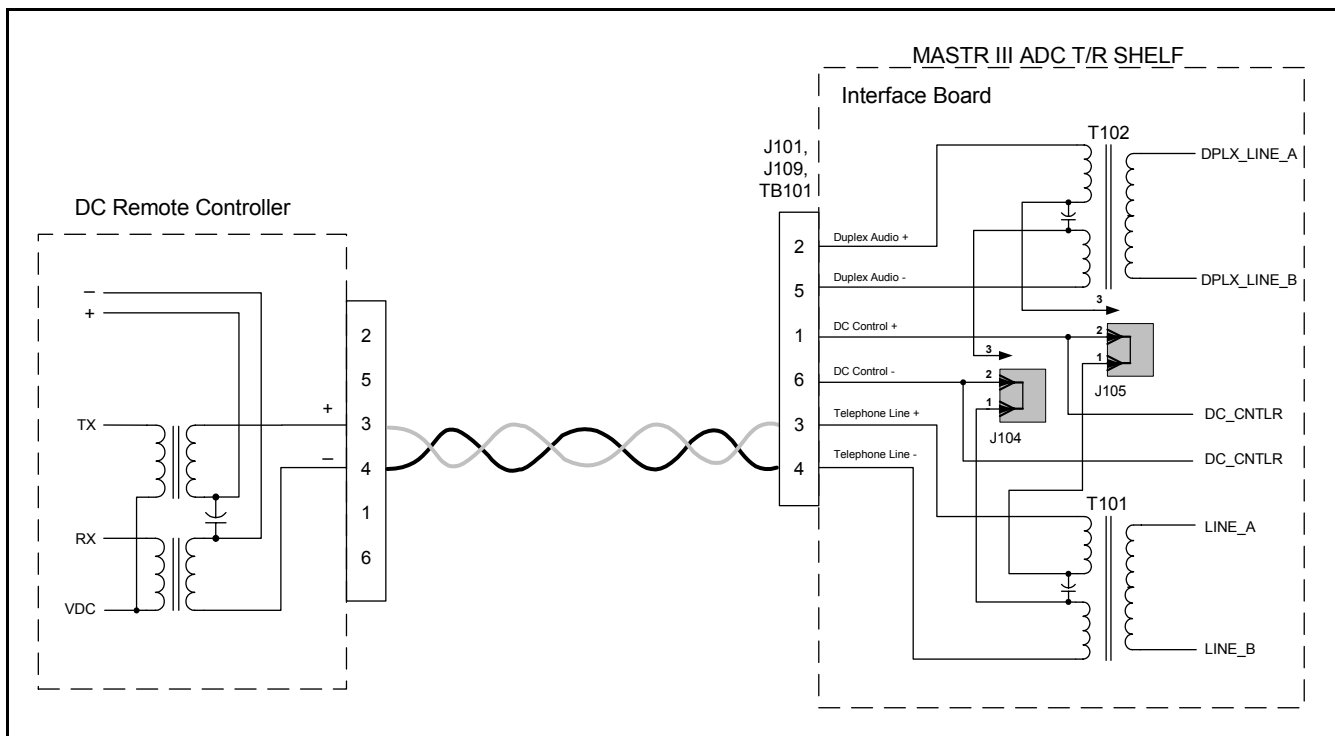 MASTR III ADC T/R SHELF
Interface Board
T102
J101,
J109,
TB101
DPLX_LINE_A
DPLX_LINE_B
DC Remote Controller
–
+
TX
RX
VDC
+
–
2
5
3
4
1
6
2
5
1
6
3
4
Duplex Audio +
Duplex Audio -
DC Control +
DC Control -
Telephone Line +
Telephone Line -
3
2
1
J105
3
2
1
J104
DC_CNTLR
DC_CNTLR
T101
LINE_A
LINE_B